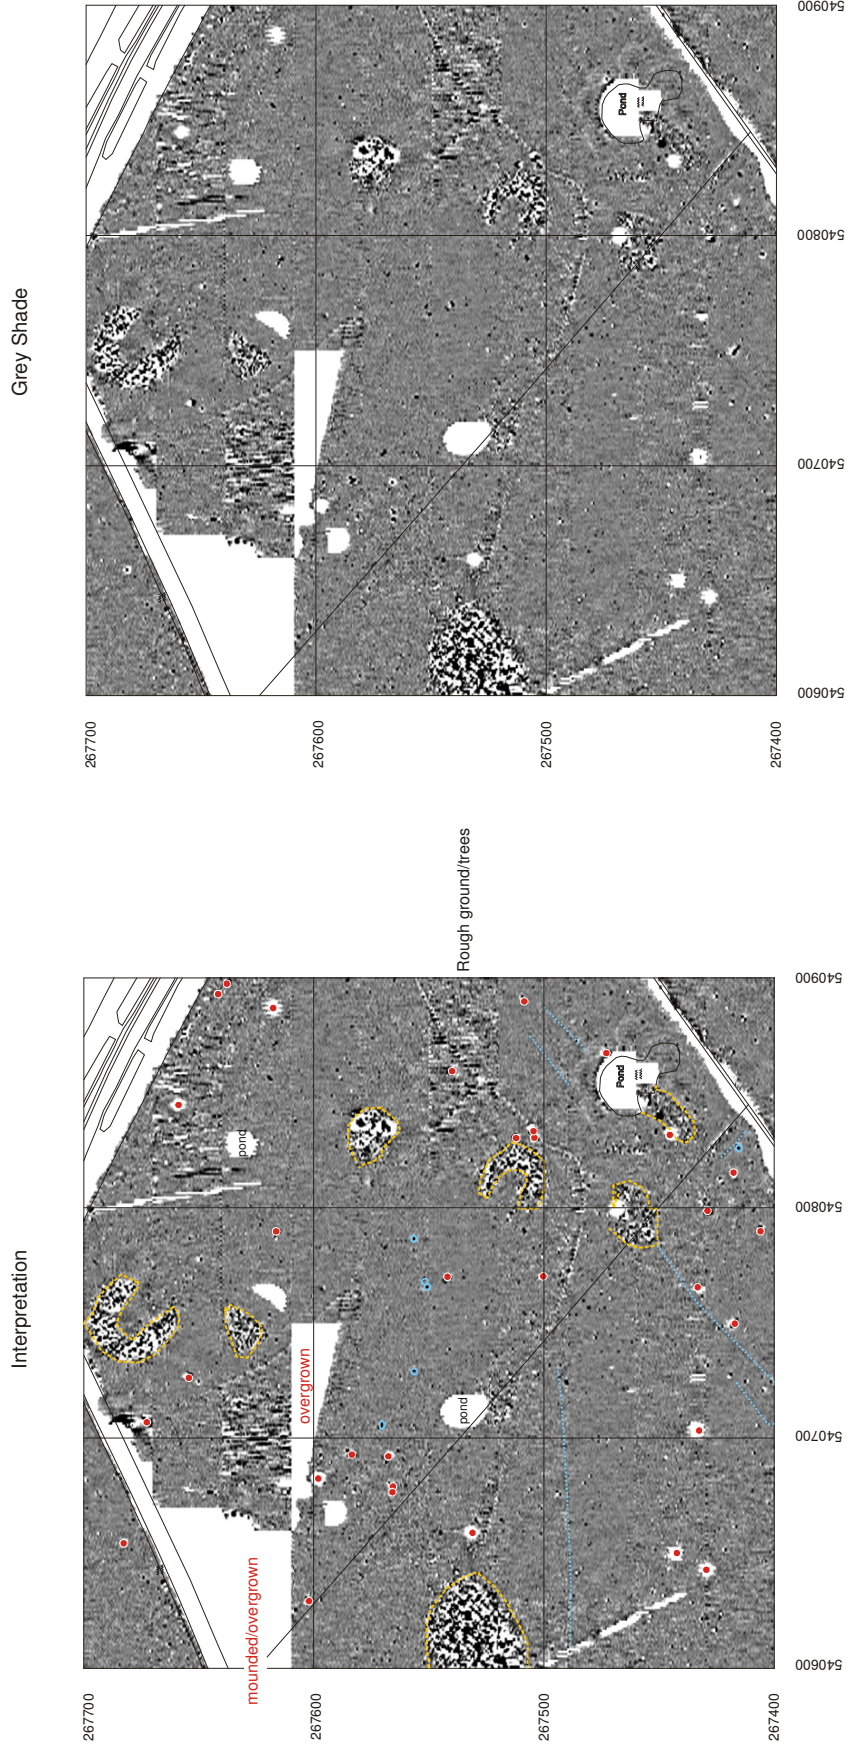 Grey Shade
540900
Pond
540800
540700
540600
267700
267600
267500
267400
Rough ground/trees
Interpretation
540900
Pond
pond
540800
overgrown
pond
540700
mounded/overgrown
540600
267700
267600
267500
267400